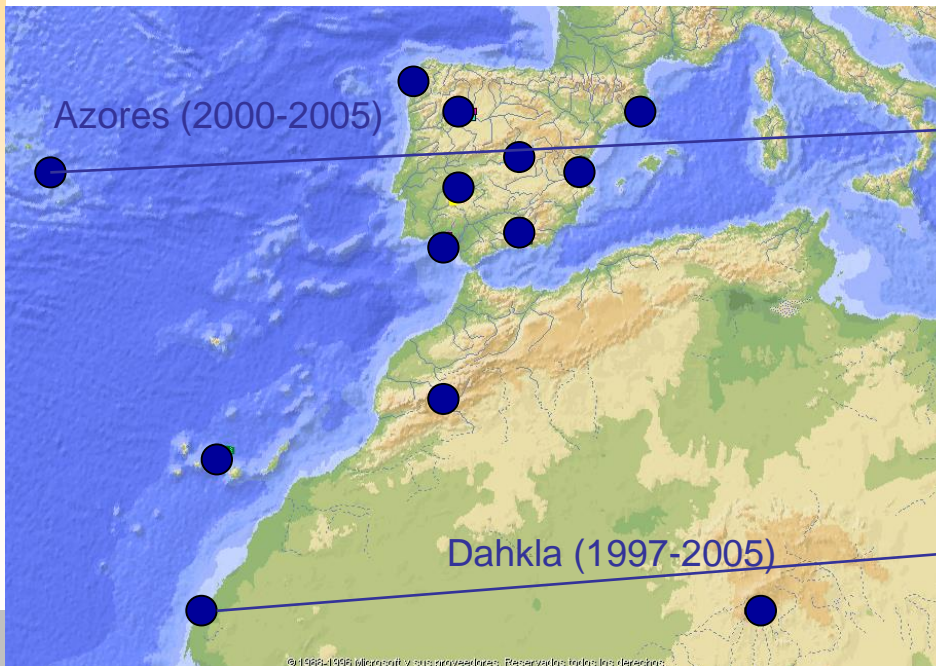 Azores (2000-2005)
Dahkla (1997-2005)
© 1988-1996 Microsoft y sus proveedores. Reservados todos los derechos.